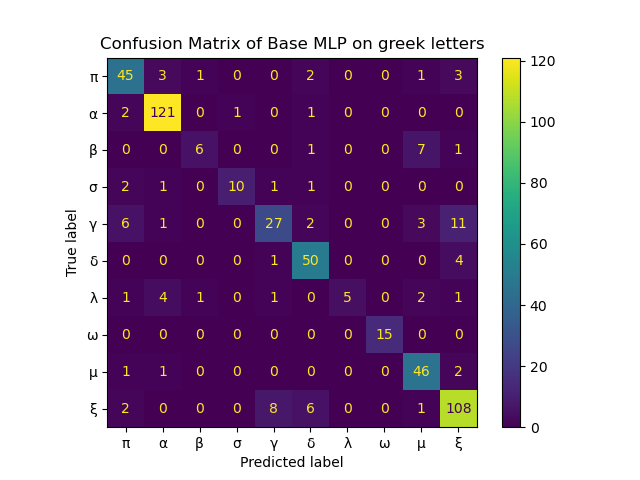 Confusion Matrix of Base MLP on greek letters
π 45 3 1 0 0 2 0 0 1 3
α 2 121 0 1 0 1 0 0 0 0
β 0 0 6 0 0 1 0 0 7 1
σ 2 1 0 10 1 1 0 0 0 0
γ 6 1 0 0 27 2 0 0 3 11
δ 0 0 0 0 1 50 0 0 0 4
λ 1 4 1 0 1 0 5 0 2 1
ω 0 0 0 0 0 0 0 15 0 0
μ 1 1 0 0 0 0 0 0 46 2
ξ 2 0 0 0 8 6 0 0 1 108
π α β σ γ δ λ ω μ ξ
Predicted label
True label
120
100
80
60
40
20
0